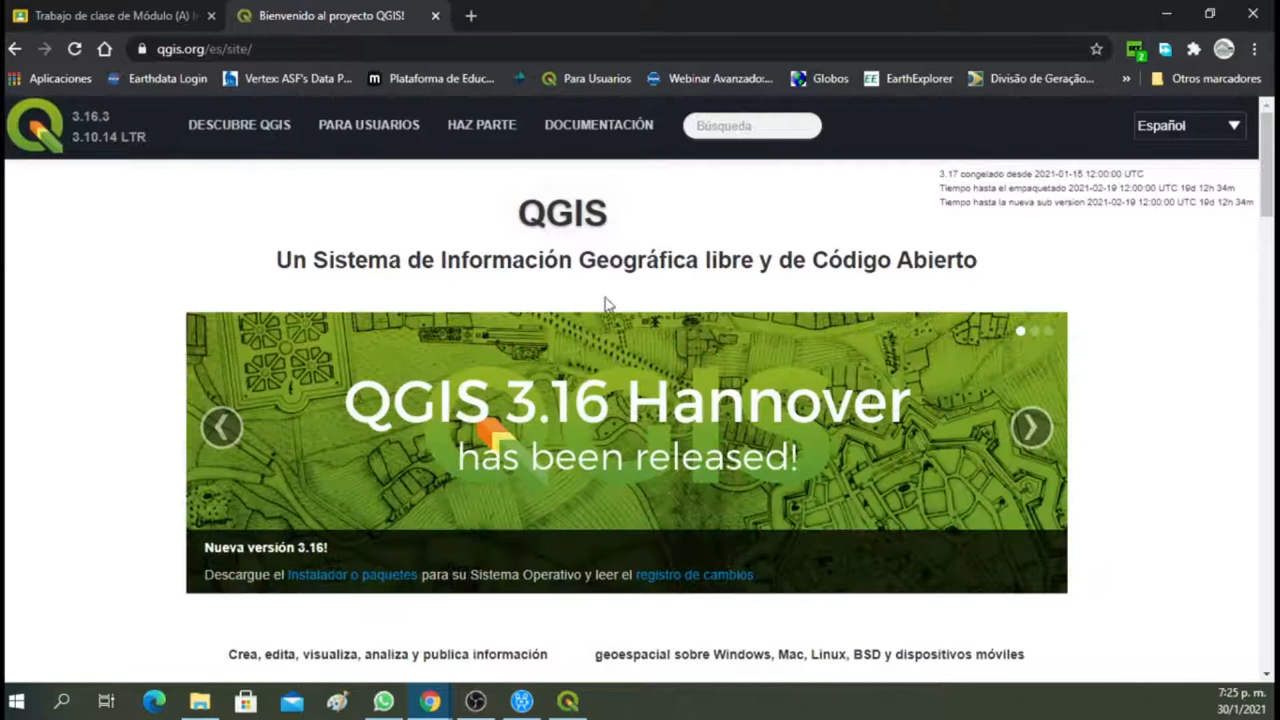 Trabajo de clase de Módulo (A) I
Bienvenido al proyecto QGIS!
qgis.org/es/site/
Aplicaciones
Earthdata Login
Vertex: ASF's Data P...
Plataforma de Educ...
Para Usuarios
Webinar Avanzado:...
Globos
EarthExplorer
Divisão de Geração...
Otros marcadores
3.16.3
3.10.14 LTR
DESCUBRE QGIS
PARA USUARIOS
HAZ PARTE
DOCUMENTACIÓN
Búsqueda
Español
3.17 congelado desde 2021-01-15 12:00:00 UTC
Tiempo hasta el empaquetado 2021-02-19 12:00:00 UTC 19d 12h 34m
Tiempo hasta la nueva sub version 2021-02-19 12:00:00 UTC 19d 12h 34m
QGIS
Un Sistema de Información Geográfica libre y de Código Abierto
QGIS 3.16 Hannover
has been released!
Nueva versión 3.16!
Descargue el Instalador o paquetes para su Sistema Operativo y leer el registro de cambios.
Crea, edita, visualiza, analiza y publica información
geoespacial sobre Windows, Mac, Linux, BSD y dispositivos móviles
7:25 p. m.
30/1/2021